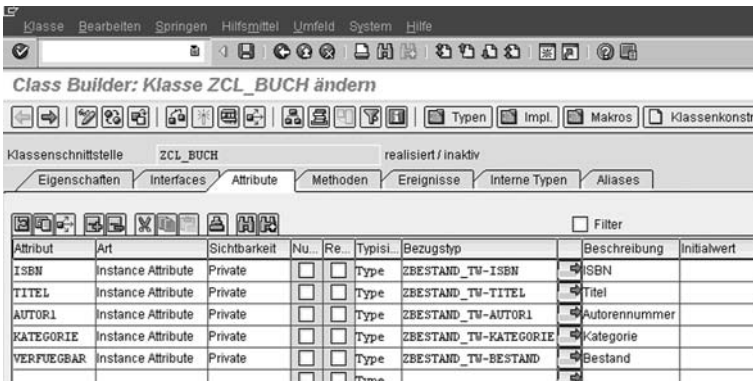 Klasse Bearbeiten Springen Hilfsmittel Umfeld System Hilfe
Class Builder: Klasse ZCL_BUCH ändern
Typen Impl. Makros Klassenkonstr
Klassenschnittstelle ZCL_BUCH realisiert / inaktiv
Eigenschaften Interfaces Attribute Methoden Ereignisse Interne Typen Aliases
Filter
Attribut Art Sichtbarkeit Nu... Re... Typisi... Bezugstyp Beschreibung Initialwert
ISBN Instance Attribute Private Type ZBESTAND_TW-ISBN ISBN
TITEL Instance Attribute Private Type ZBESTAND_TW-TITEL Titel
AUTOR1 Instance Attribute Private Type ZBESTAND_TW-AUTOR1 Autorennummer
KATEGORIE Instance Attribute Private Type ZBESTAND_TW-KATEGORIE Kategorie
VERFUEGBAR Instance Attribute Private Type ZBESTAND_TW-BESTAND Bestand
Type